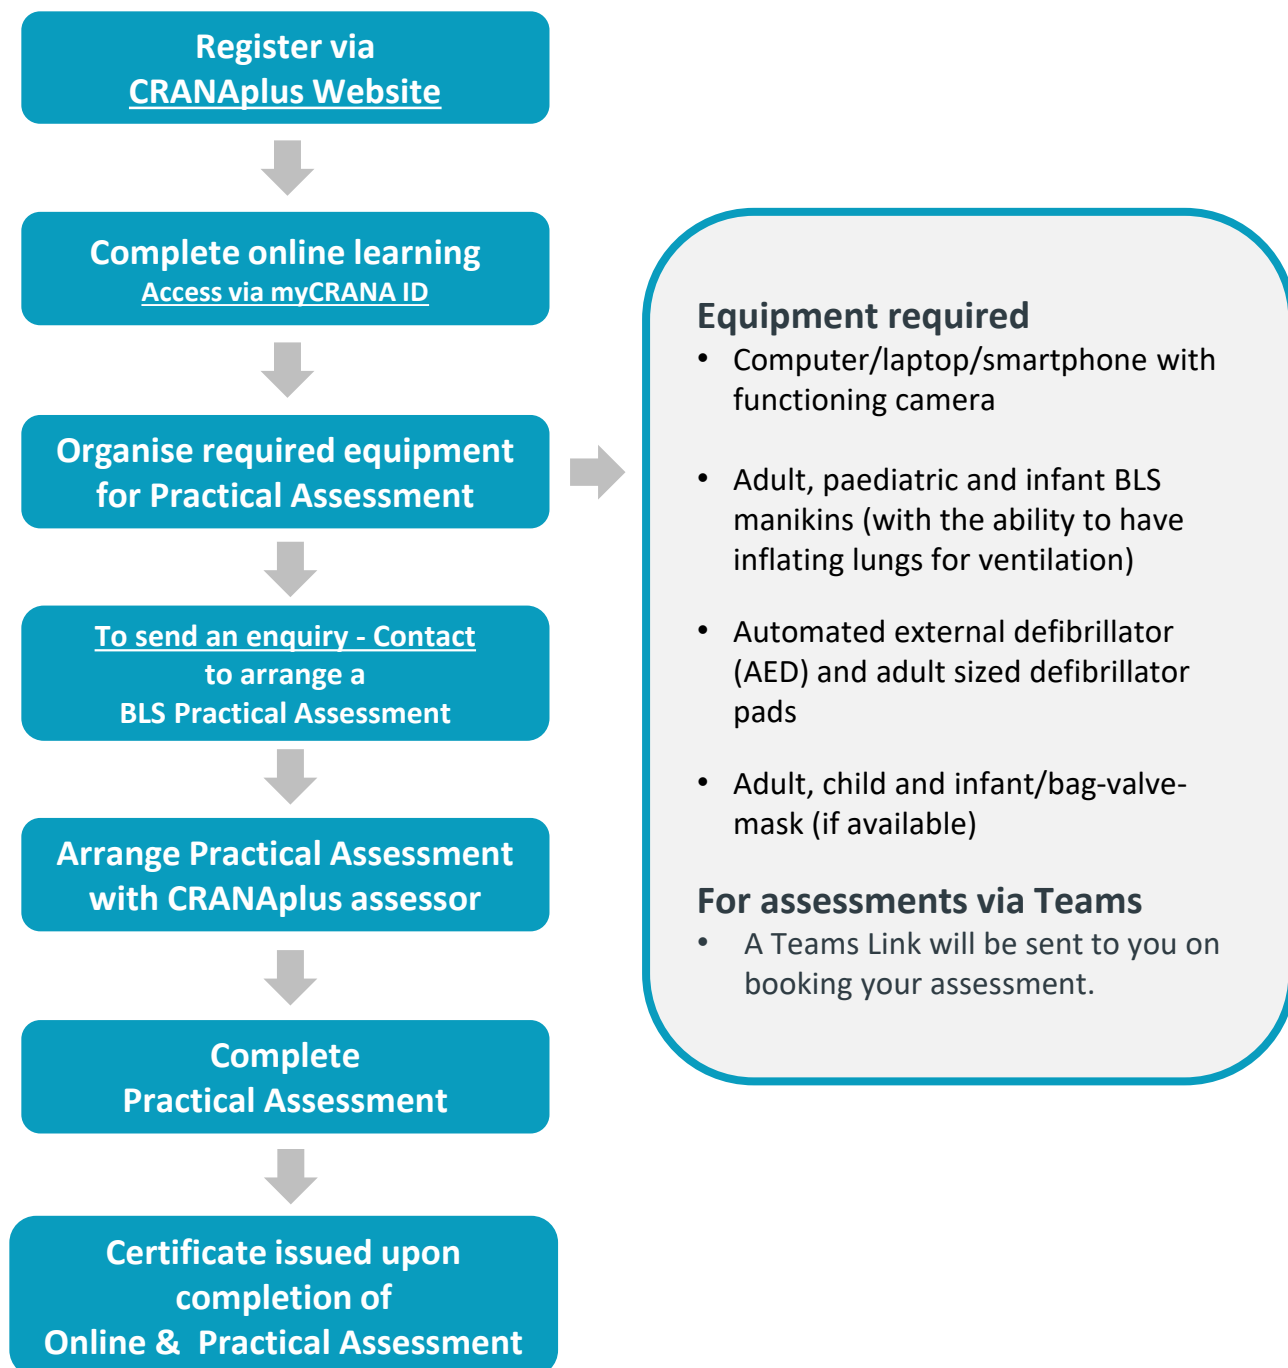 Register via
CRANAplus Website
Complete online learning
Access via myCRANA ID
Organise required equipment
for Practical Assessment
To send an enquiry - Contact
to arrange a
BLS Practical Assessment
Arrange Practical Assessment
with CRANAplus assessor
Complete
Practical Assessment
Certificate issued upon
completion of
Online & Practical Assessment
Equipment required
• Computer/laptop/smartphone with
functioning camera
• Adult, paediatric and infant BLS
manikins (with the ability to have
inflating lungs for ventilation)
• Automated external defibrillator
(AED) and adult sized defibrillator
pads
• Adult, child and infant/bag-valve-
mask (if available)
For assessments via Teams
• A Teams Link will be sent to you on
booking your assessment.